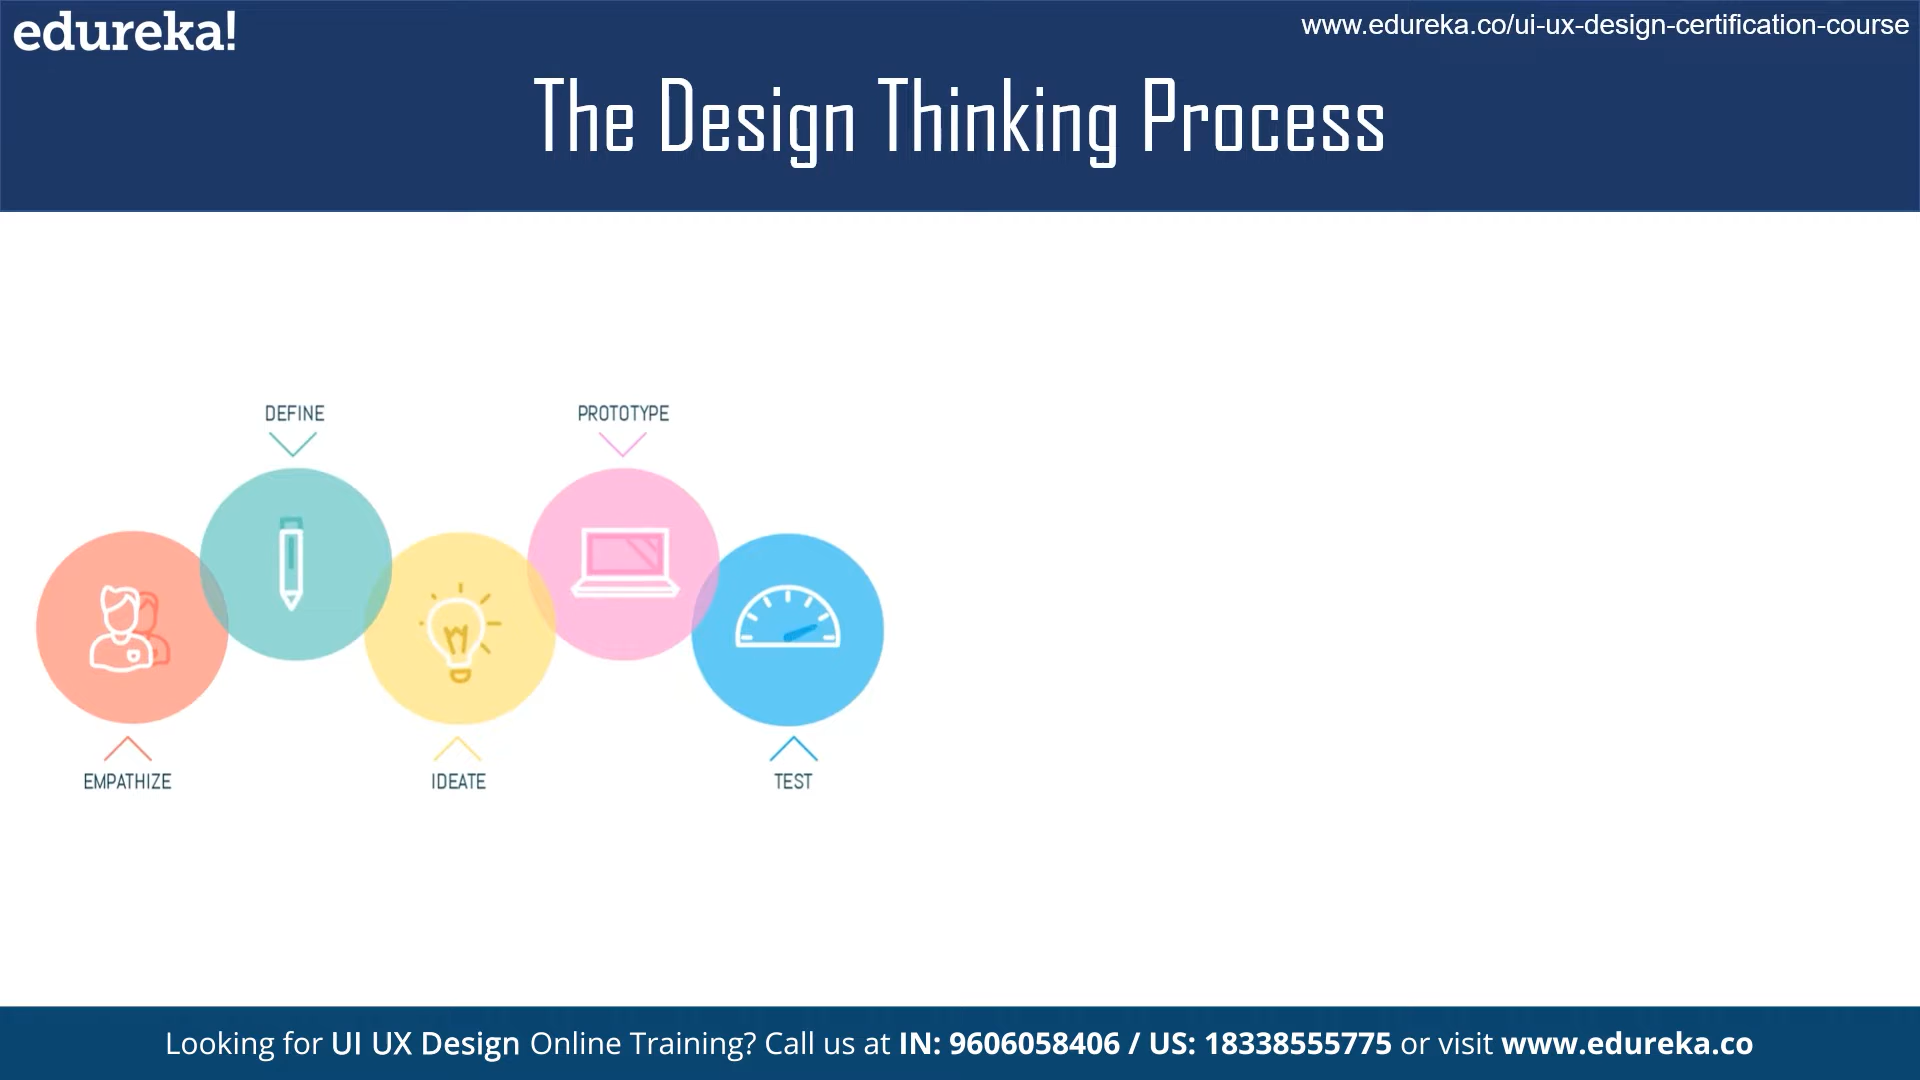 edureka!
www.edureka.co/ui-ux-design-certification-course
The Design Thinking Process
DEFINE
PROTOTYPE
EMPATHIZE
IDEATE
TEST
Looking for UI UX Design Online Training? Call us at IN: 9606058406 / US: 18338555775 or visit www.edureka.co